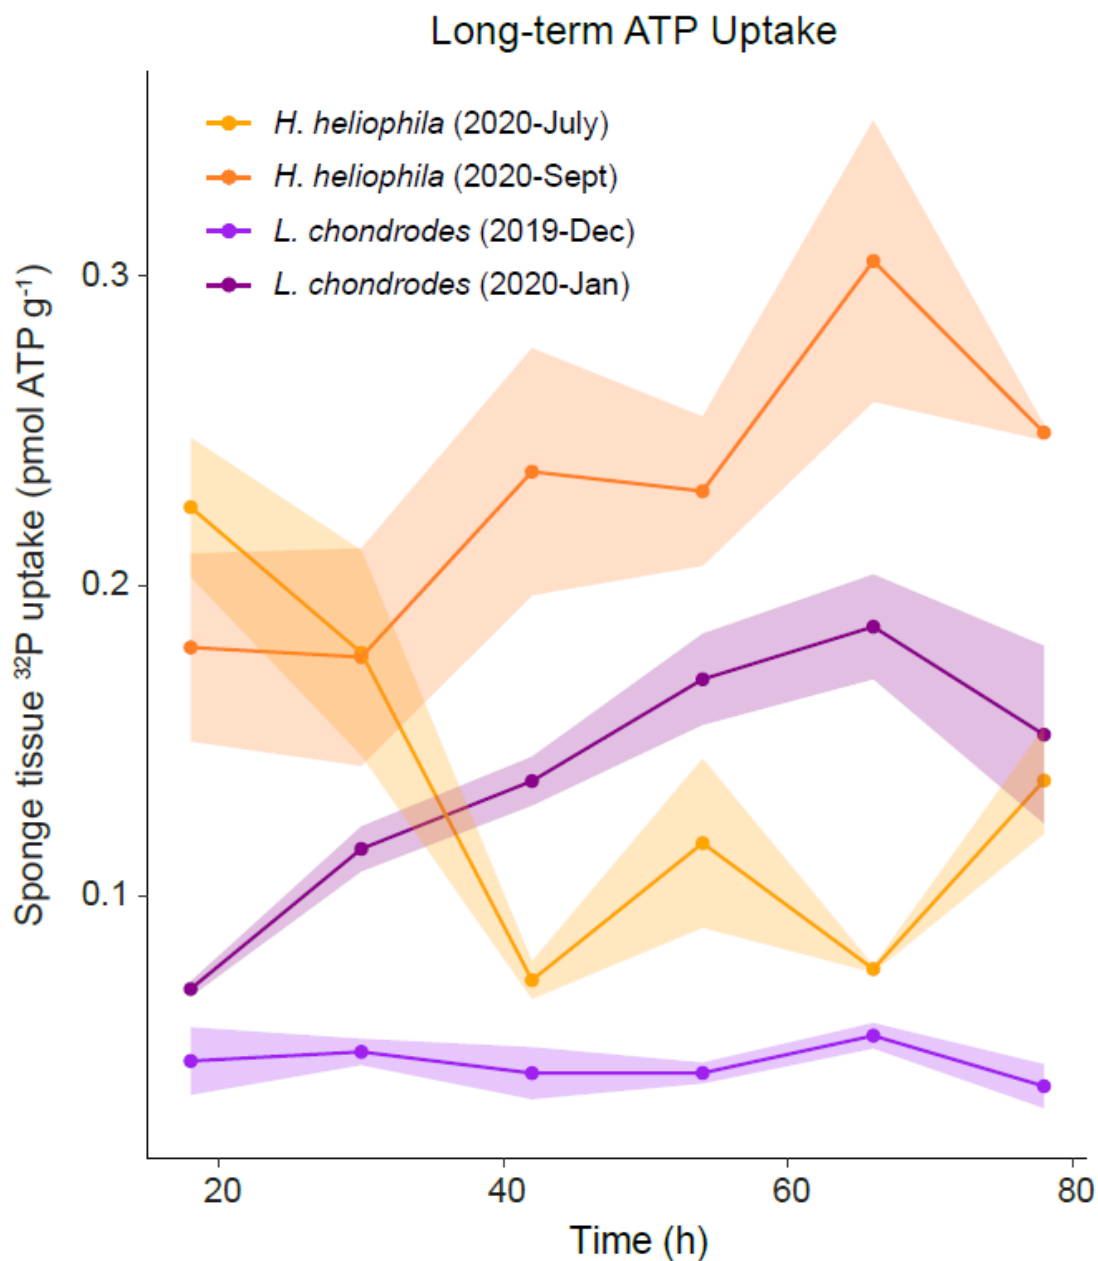 Long-term ATP Uptake
H. heliophila (2020-July)
H. heliophila (2020-Sept)
L. chondrodes (2019-Dec)
L. chondrodes (2020-Jan)
Sponge tissue ³²P uptake (pmol ATP g⁻¹)
0.3
0.2
0.1
20 40 60 80
Time (h)